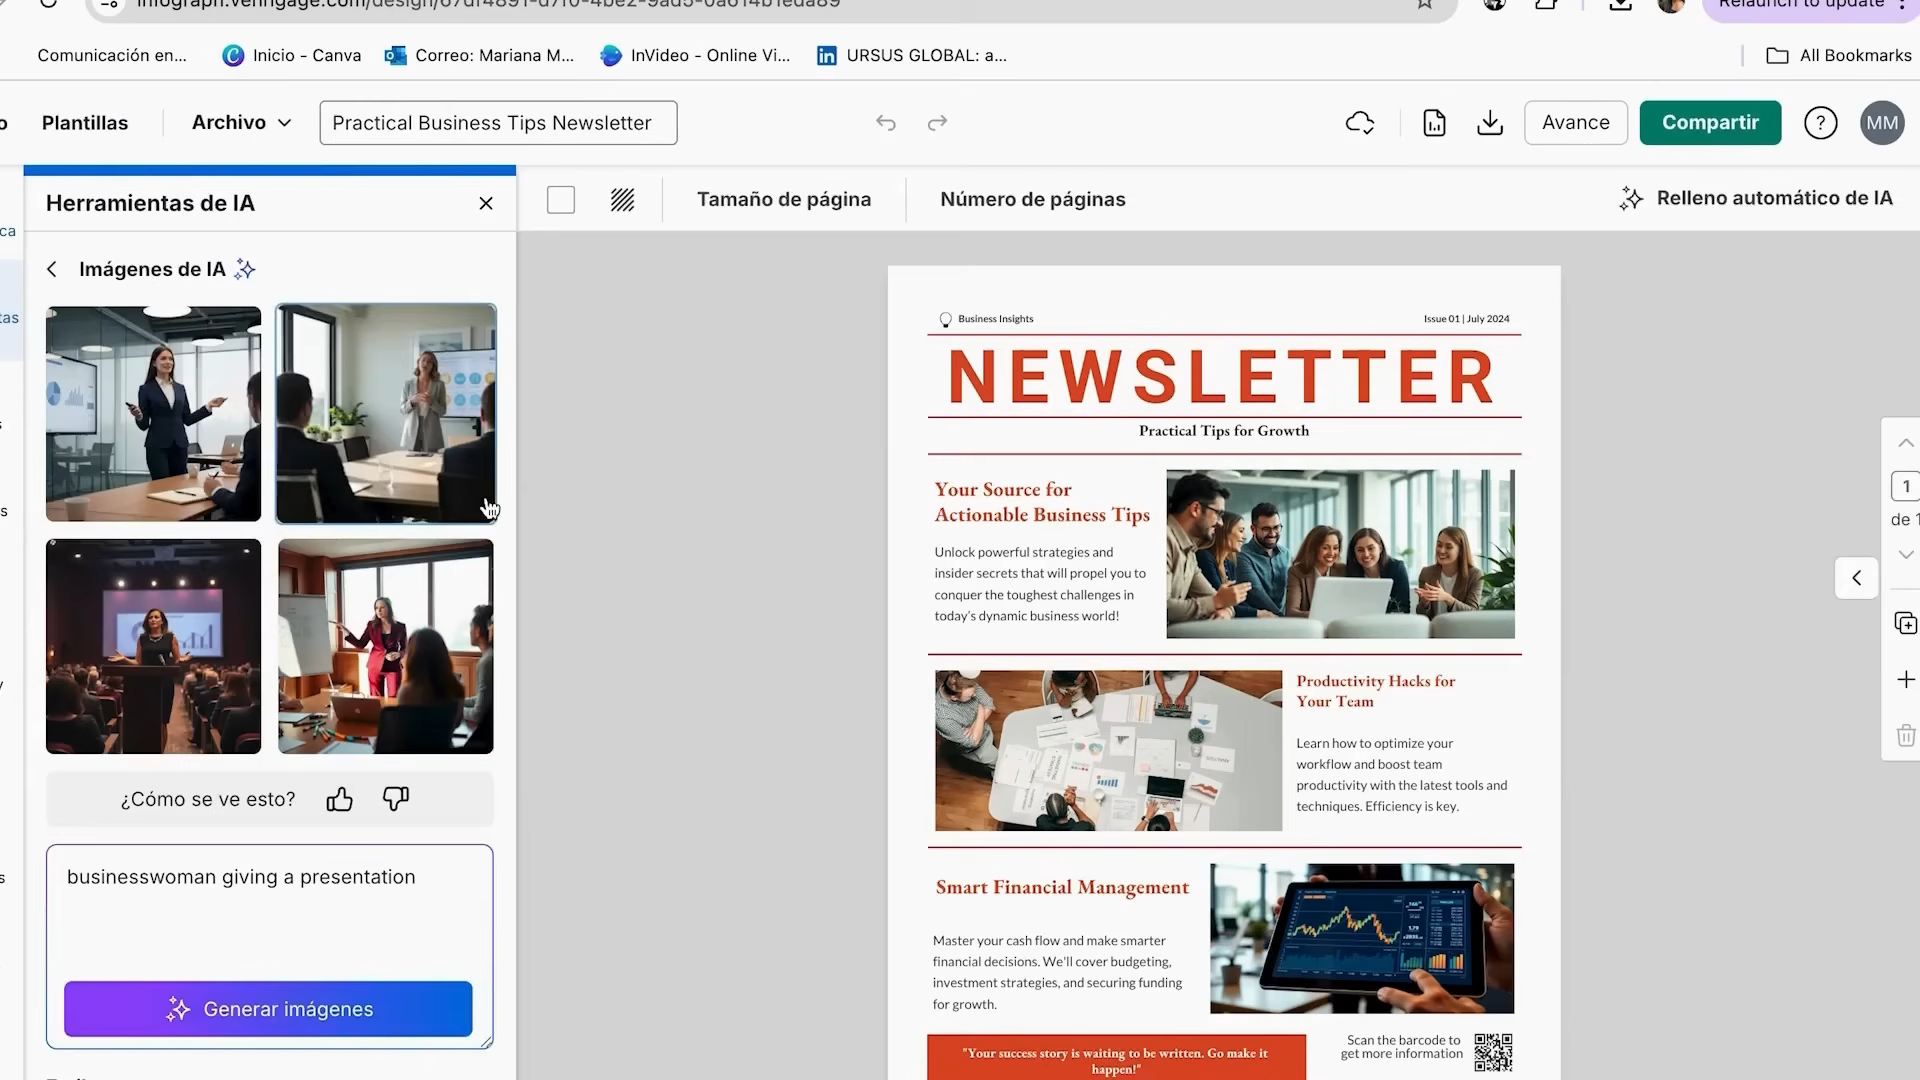 infograph.venngage.com/design/
Relaunch to update
Comunicación en...
Inicio - Canva
Correo: Mariana M...
InVideo - Online Vi...
URSUS GLOBAL: a...
All Bookmarks
Plantillas
Archivo
Practical Business Tips Newsletter
Avance
Compartir
?
MM
Herramientas de IA
Tamaño de página
Número de páginas
Relleno automático de IA
Imágenes de IA
¿Cómo se ve esto?
businesswoman giving a presentation
Generar imágenes
Business Insights
Issue 01 | July 2024
NEWSLETTER
Practical Tips for Growth
Your Source for
Actionable Business Tips
Unlock powerful strategies and
insider secrets that will propel you to
conquer the toughest challenges in
today's dynamic business world!
Productivity Hacks for
Your Team
Learn how to optimize your
workflow and boost team
productivity with the latest tools and
techniques. Efficiency is key.
Smart Financial Management
Master your cash flow and make smarter
financial decisions. We'll cover budgeting,
investment strategies, and securing funding
for growth.
"Your success story is waiting to be written. Go make it
happen!"
Scan the barcode to
get more information
1
de 1